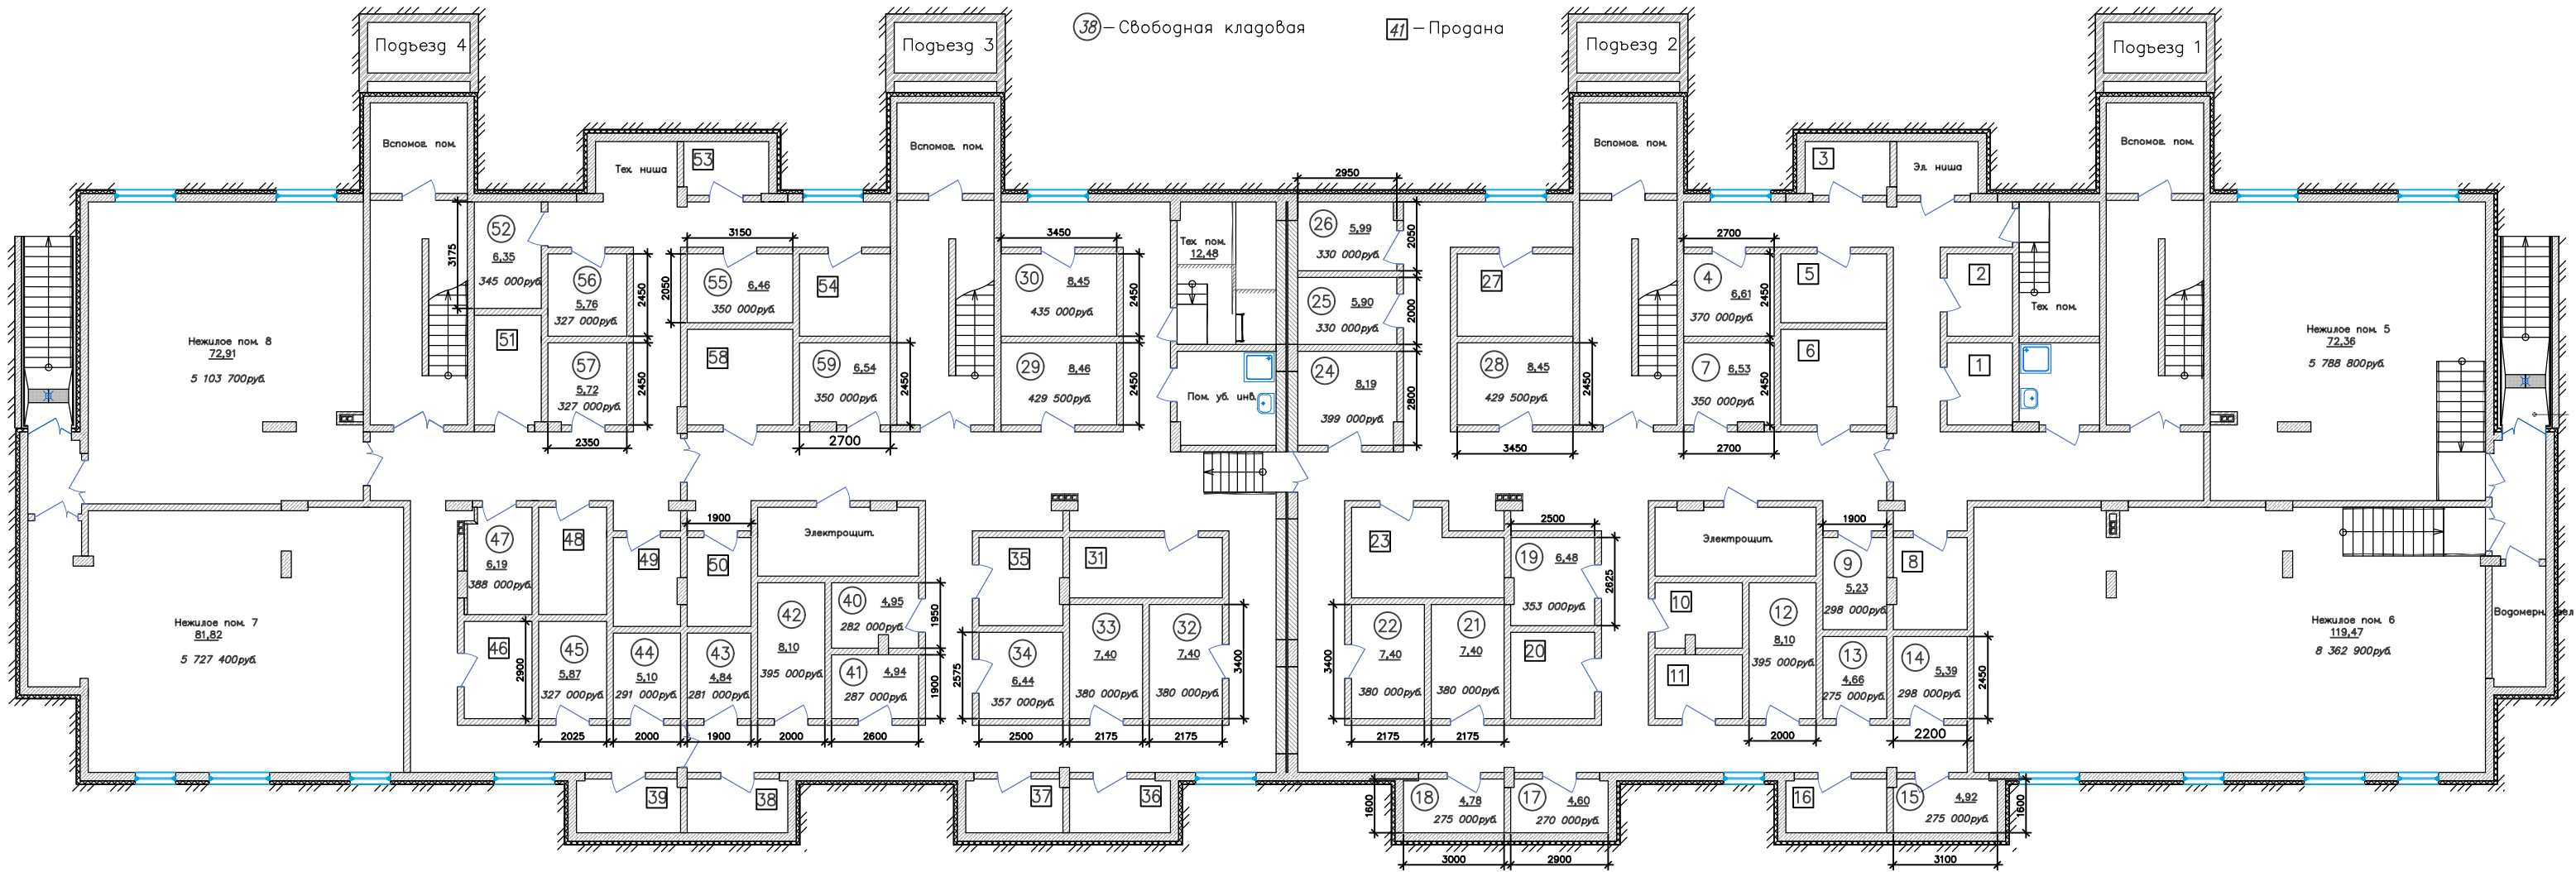 38 – Свободная кладовая
41 – Продана
Подъезд 4
Подъезд 3
Подъезд 2
Подъезд 1
Вспомог. пом.
Вспомог. пом.
Вспомог. пом.
Вспомог. пом.
Тех. ниша
53
3
Эл. ниша
Нежилое пом. 8
72,91
5 103 700руб.
3175
52
6,35
345 000руб.
51
56
5,76
327 000руб.
2450
57
5,72
327 000руб.
2450
2350
3150
2050
55
6,46
350 000руб.
54
58
59
6,54
350 000руб.
2450
2700
3450
30
8,45
435 000руб.
2450
29
8,46
429 500руб.
2450
Тех. пом.
12,48
Пом. уб. инв.
2950
26
5,99
330 000руб.
2050
25
5,90
330 000руб.
2000
24
8,19
399 000руб.
2800
27
28
8,45
429 500руб.
2450
3450
2700
4
6,61
370 000руб.
2450
7
6,53
350 000руб.
2450
2700
5
6
2
1
Тех. пом.
Нежилое пом. 5
72,36
5 788 800руб.
Нежилое пом. 7
81,82
5 727 400руб.
47
6,19
388 000руб.
48
49
1900
50
Электрощит.
46
2900
45
5,87
327 000руб.
44
5,10
291 000руб.
43
4,84
281 000руб.
42
8,10
395 000руб.
40
4,95
282 000руб.
1950
41
4,94
287 000руб.
1900
2025
2000
1900
2000
2600
39
38
35
31
2575
34
6,44
357 000руб.
33
7,40
380 000руб.
32
7,40
380 000руб.
3400
2500
2175
2175
37
36
23
2500
19
6,48
353 000руб.
2625
3400
22
7,40
380 000руб.
21
7,40
380 000руб.
20
2175
2175
1600
18
4,78
275 000руб.
17
4,60
270 000руб.
3000
2900
Электрощит.
1900
9
5,23
298 000руб.
8
10
11
12
8,10
395 000руб.
13
4,66
275 000руб.
14
5,39
298 000руб.
2450
2000
2200
16
15
4,92
275 000руб.
1600
3100
Нежилое пом. 6
119,47
8 362 900руб.
Водомерн.